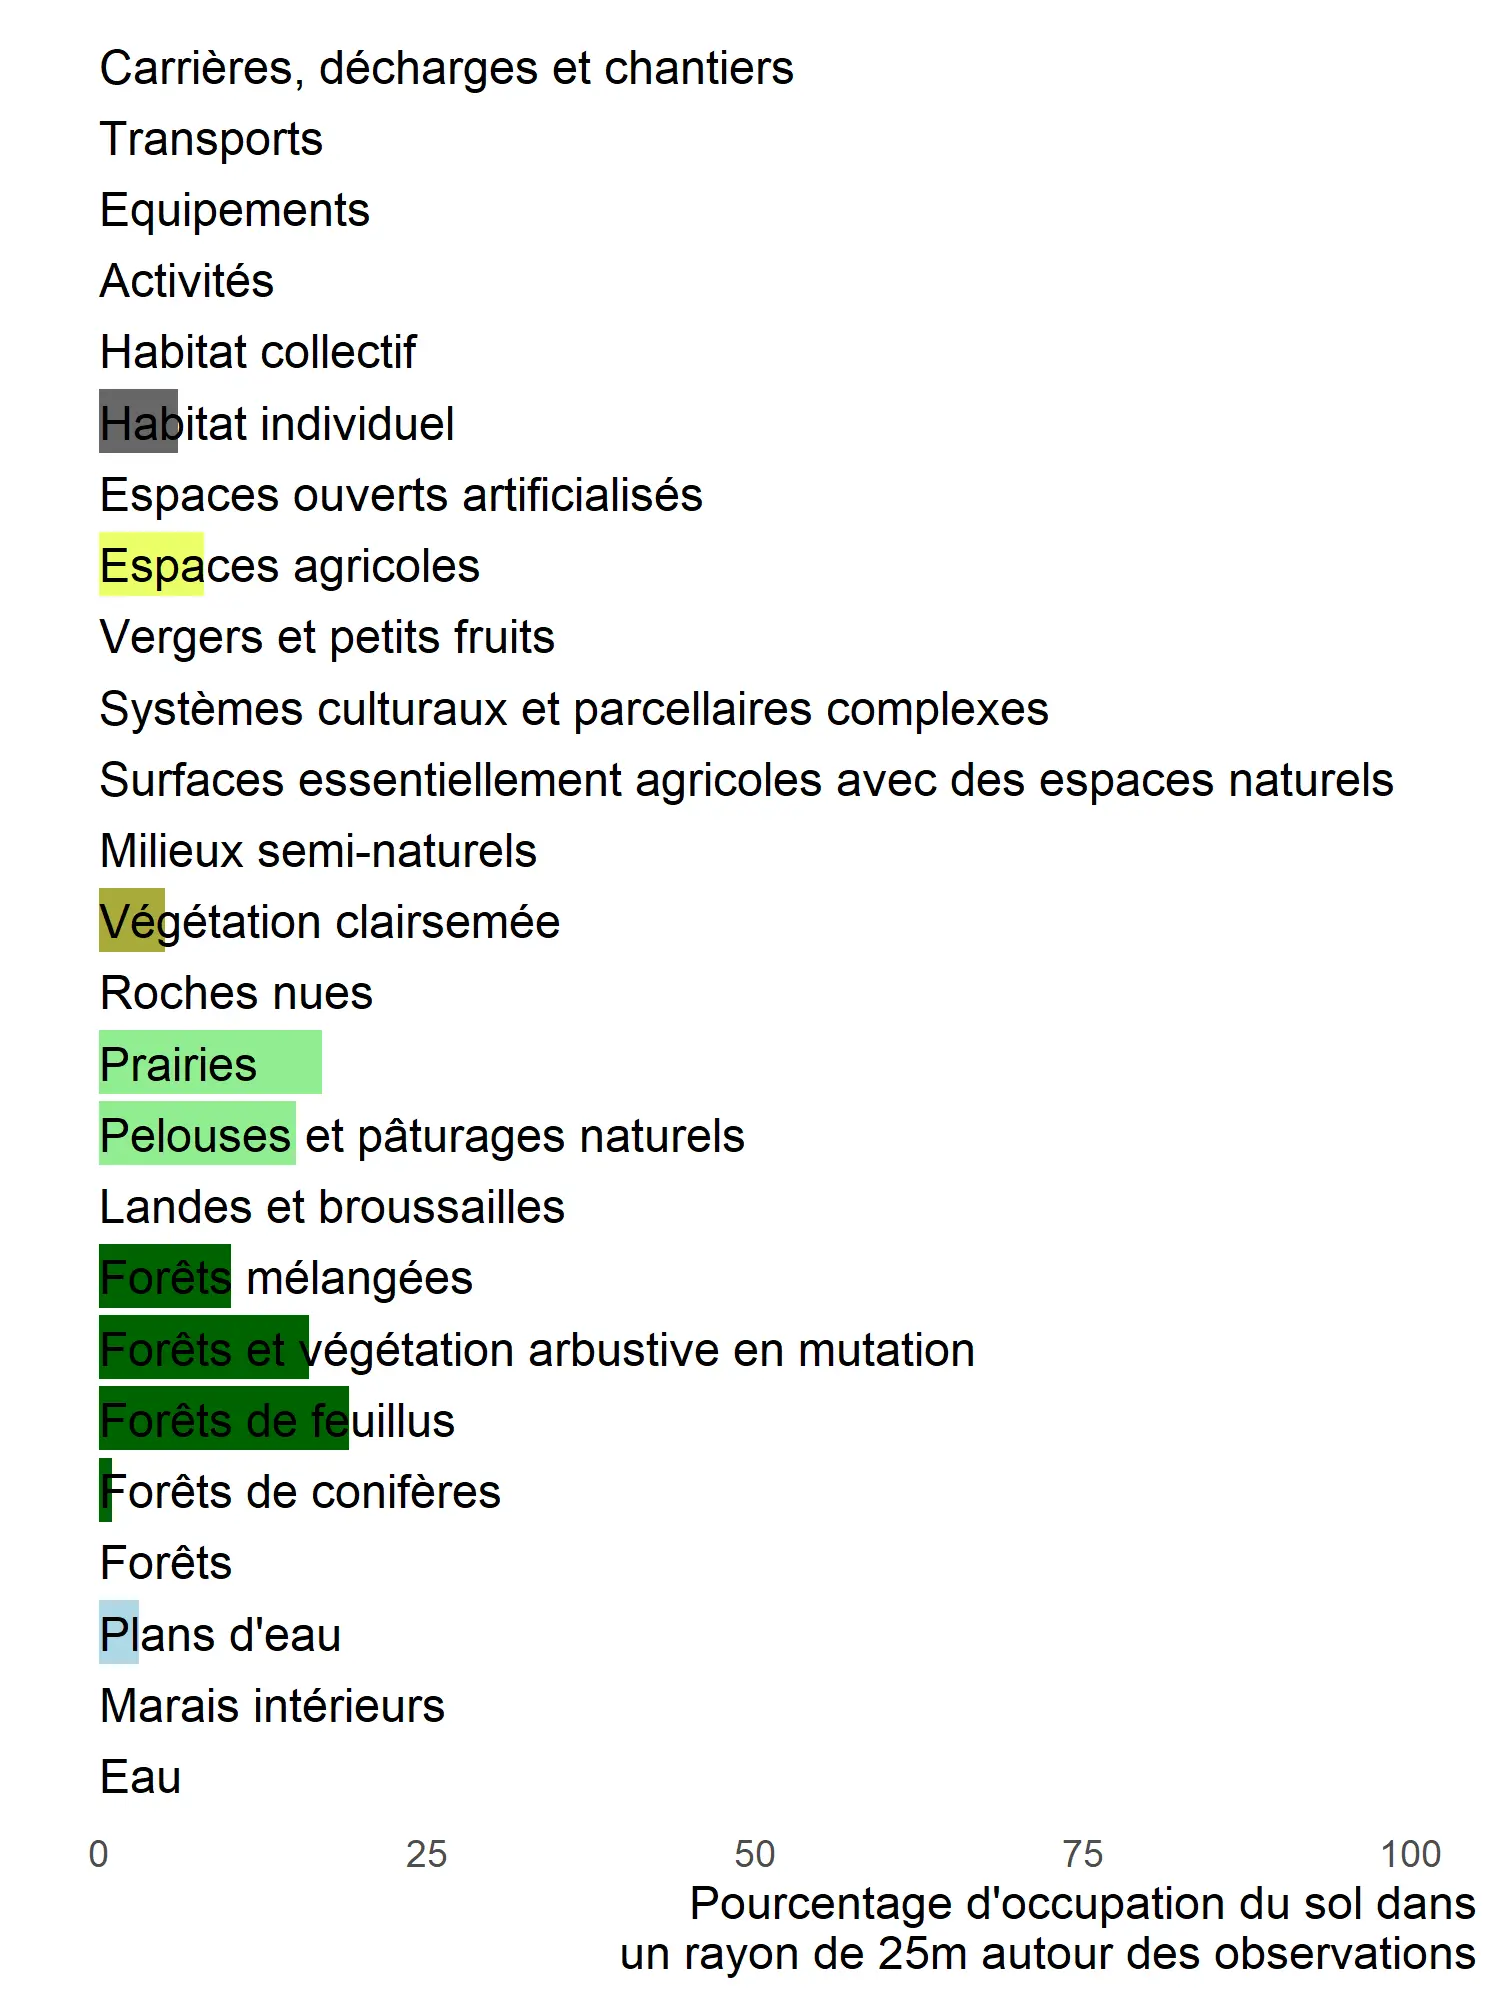 Carrières, décharges et chantiers
Transports
Equipements
Activités
Habitat collectif
Habitat individuel
Espaces ouverts artificialisés
Espaces agricoles
Vergers et petits fruits
Systèmes culturaux et parcellaires complexes
Surfaces essentiellement agricoles avec des espaces naturels
Milieux semi-naturels
Végétation clairsemée
Roches nues
Prairies
Pelouses et pâturages naturels
Landes et broussailles
Forêts mélangées
Forêts et végétation arbustive en mutation
Forêts de feuillus
Forêts de conifères
Forêts
Plans d'eau
Marais intérieurs
Eau
0 25 50 75 100
Pourcentage d'occupation du sol dans
un rayon de 25m autour des observations